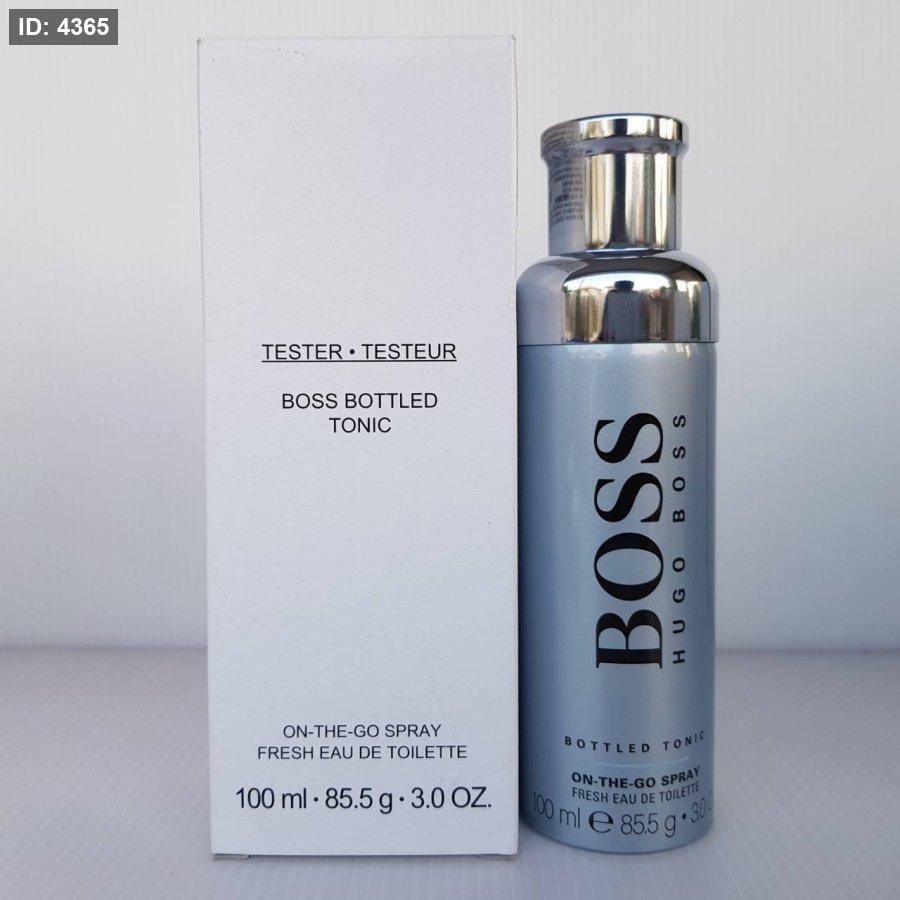 ID: 4365
TESTER • TESTEUR
BOSS BOTTLED
TONIC
ON-THE-GO SPRAY
FRESH EAU DE TOILETTE
100 ml • 85.5 g • 3.0 OZ.
BOSS
HUGO BOSS
BOTTLED TONIC
ON-THE-GO SPRAY
FRESH EAU DE TOILETTE
100 ml e 85.5 g • 3.0